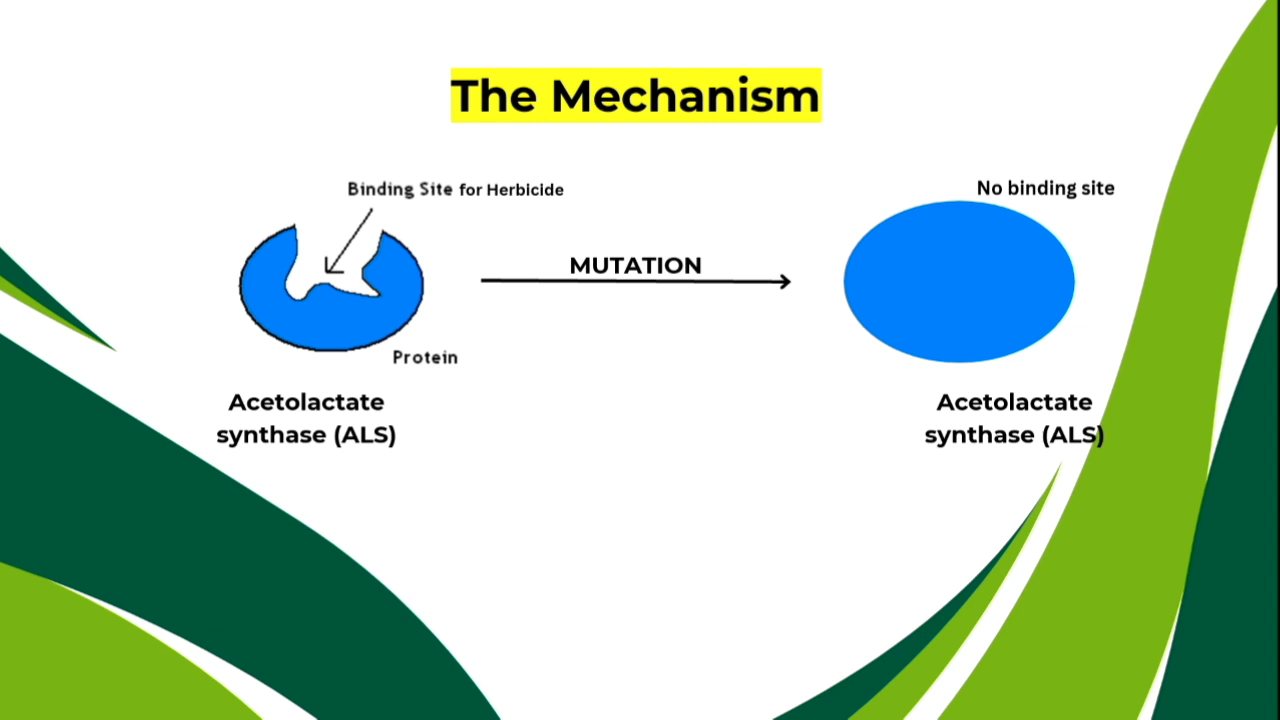 The Mechanism
Binding Site for Herbicide
No binding site
MUTATION
Protein
Acetolactate
synthase (ALS)
Acetolactate
synthase (ALS)